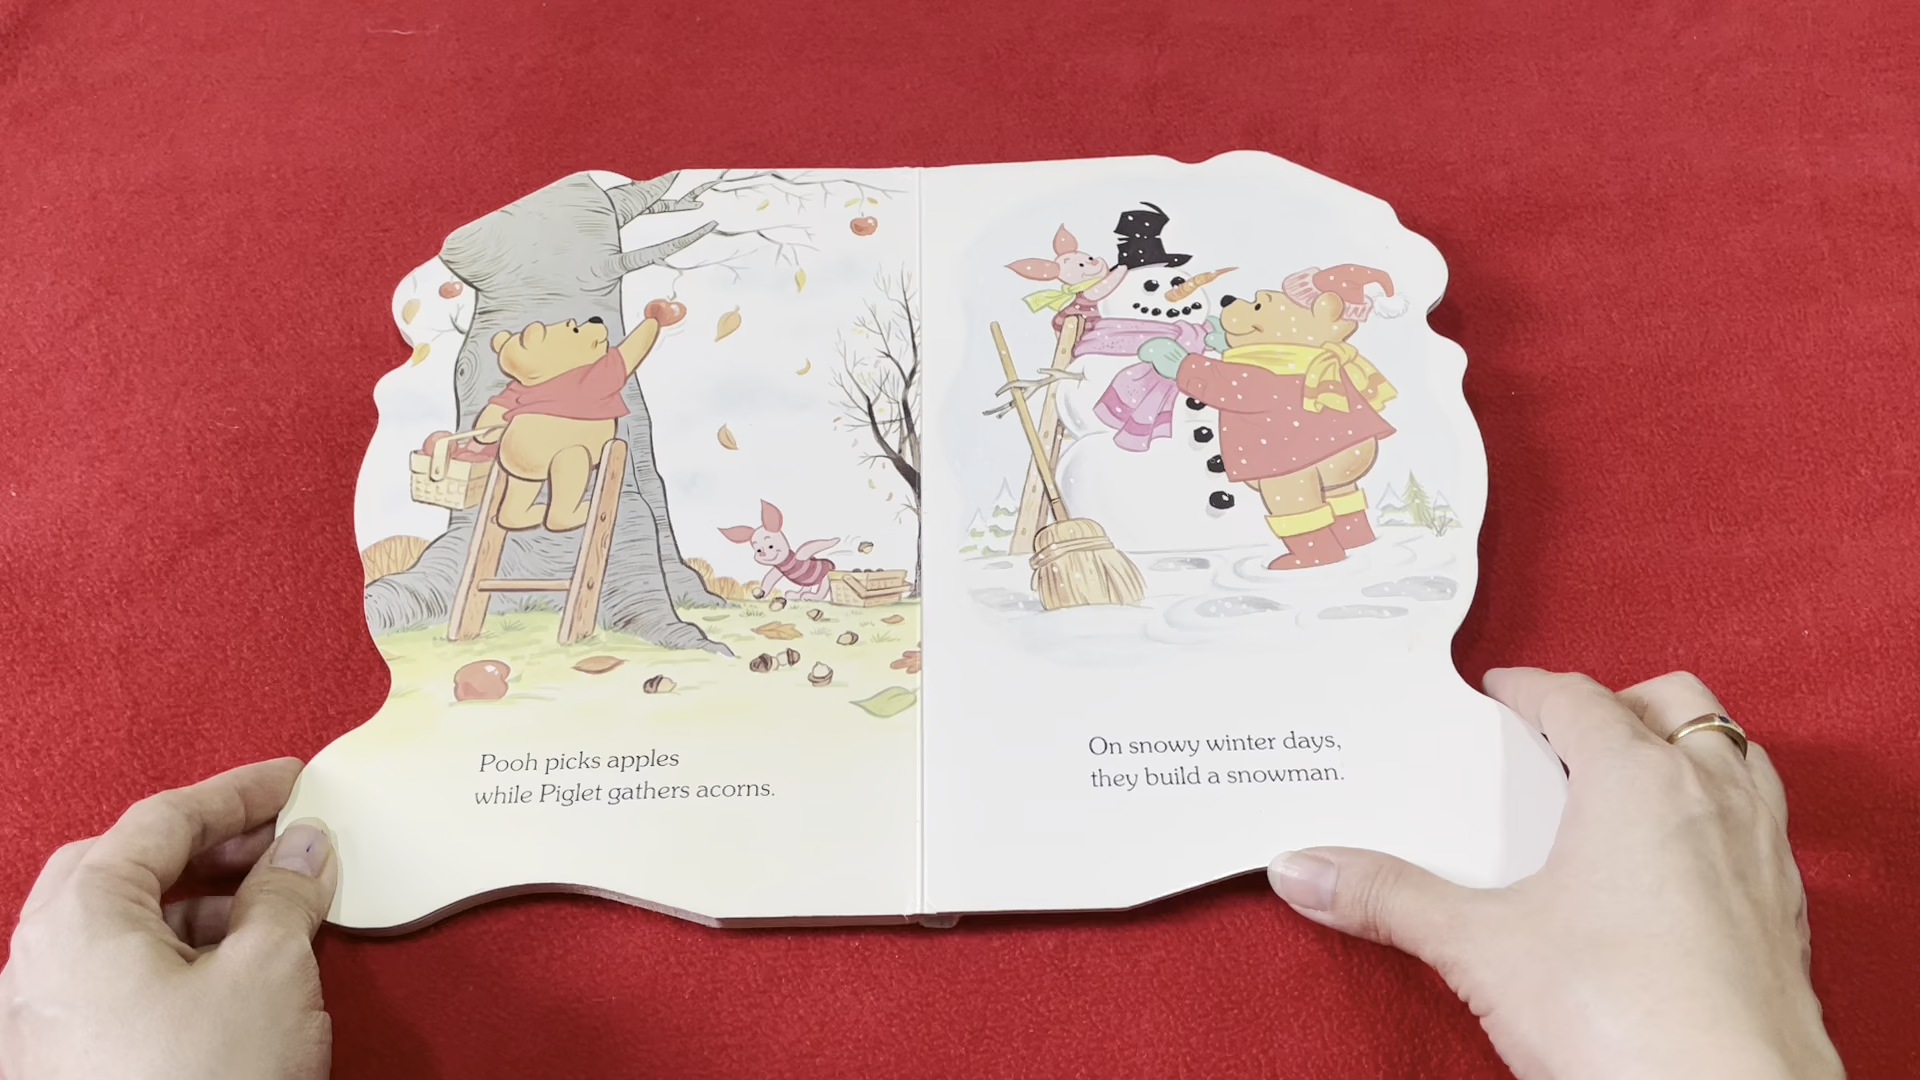 Pooh picks apples
while Piglet gathers acorns.
On snowy winter days,
they build a snowman.